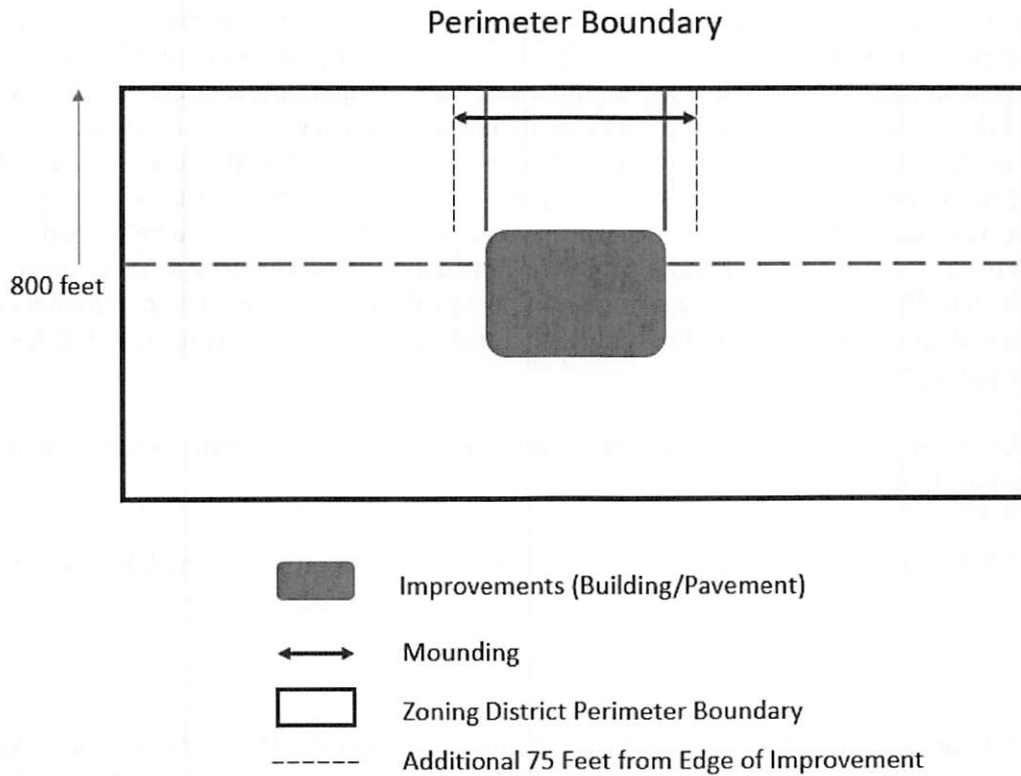 Perimeter Boundary
800 feet
Improvements (Building/Pavement)
Mounding
Zoning District Perimeter Boundary
Additional 75 Feet from Edge of Improvement